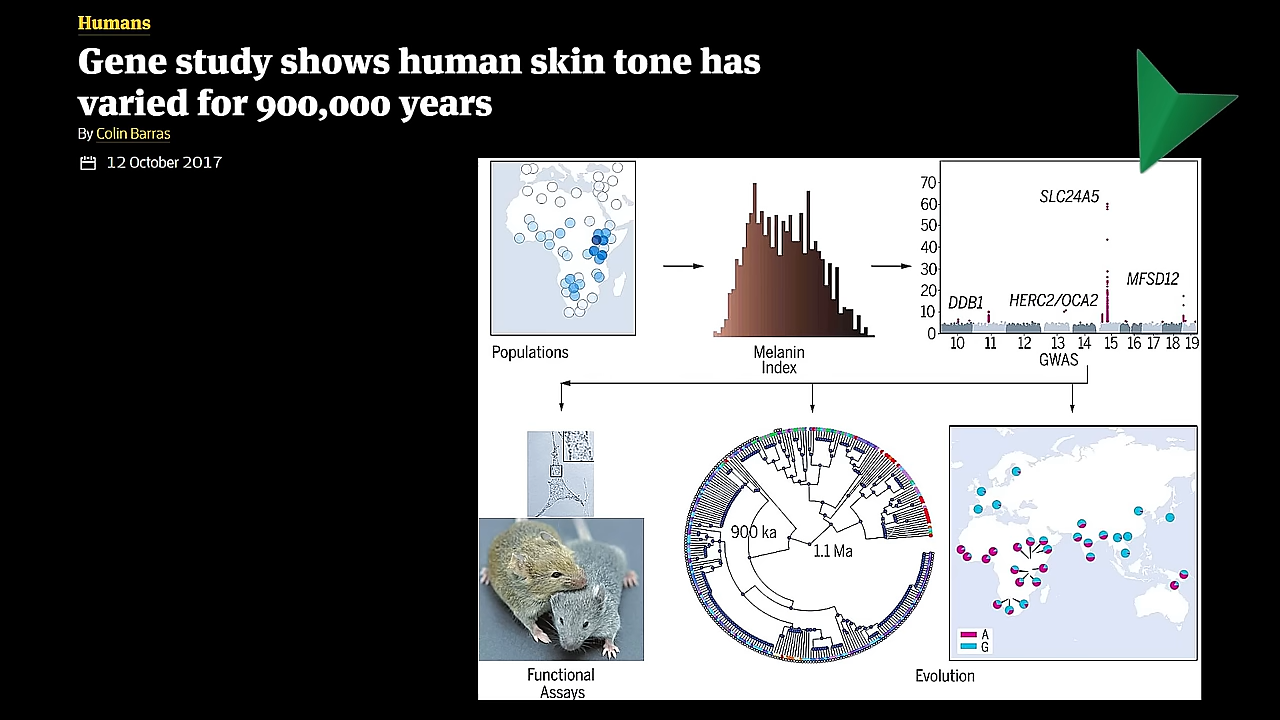 Humans
Gene study shows human skin tone has
varied for 900,000 years
By Colin Barras
12 October 2017
Populations
Melanin
Index
70
60
50
40
30
20
10
0
SLC24A5
MFSD12
HERC2/OCA2
DDB1
10 11 12 13 14 15 16 17 18 19
GWAS
900 ka
1.1 Ma
A
G
Functional
Assays
Evolution